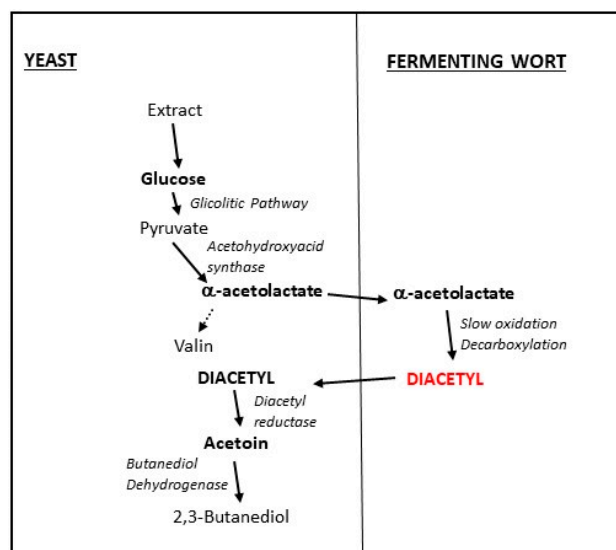 YEAST
FERMENTING WORT
Extract
Glucose
Glicolitic Pathway
Pyruvate
Acetohydroxyacid
synthase
α-acetolactate
α-acetolactate
Slow oxidation
Decarboxylation
Valin
DIACETYL
DIACETYL
Diacetyl
reductase
Acetoin
Butanediol
Dehydrogenase
2,3-Butanediol